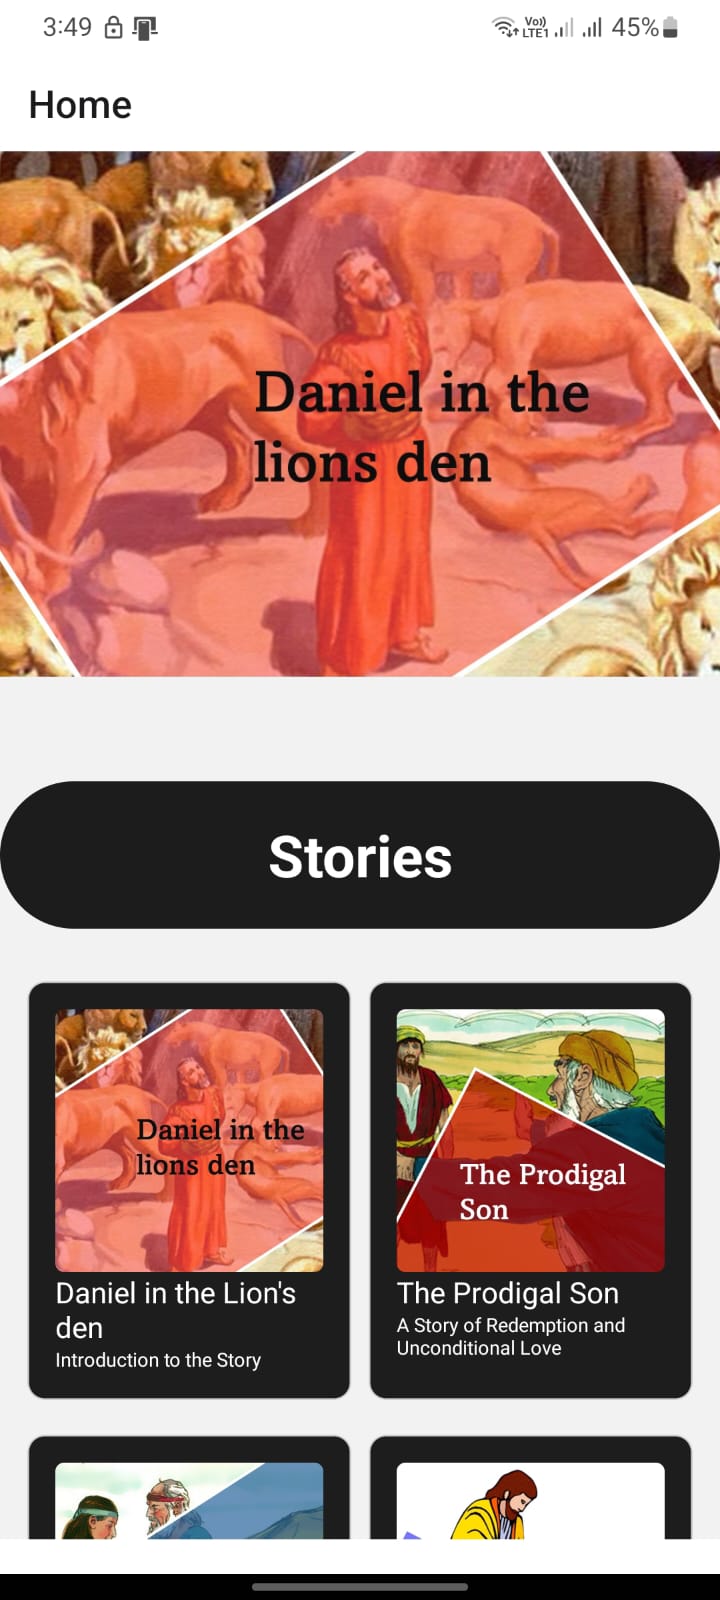 3:49 Vo)) LTE1 45%
Home
Daniel in the
lions den
Stories
Daniel in the
lions den
Daniel in the Lion's
den
Introduction to the Story
The Prodigal
Son
The Prodigal Son
A Story of Redemption and
Unconditional Love